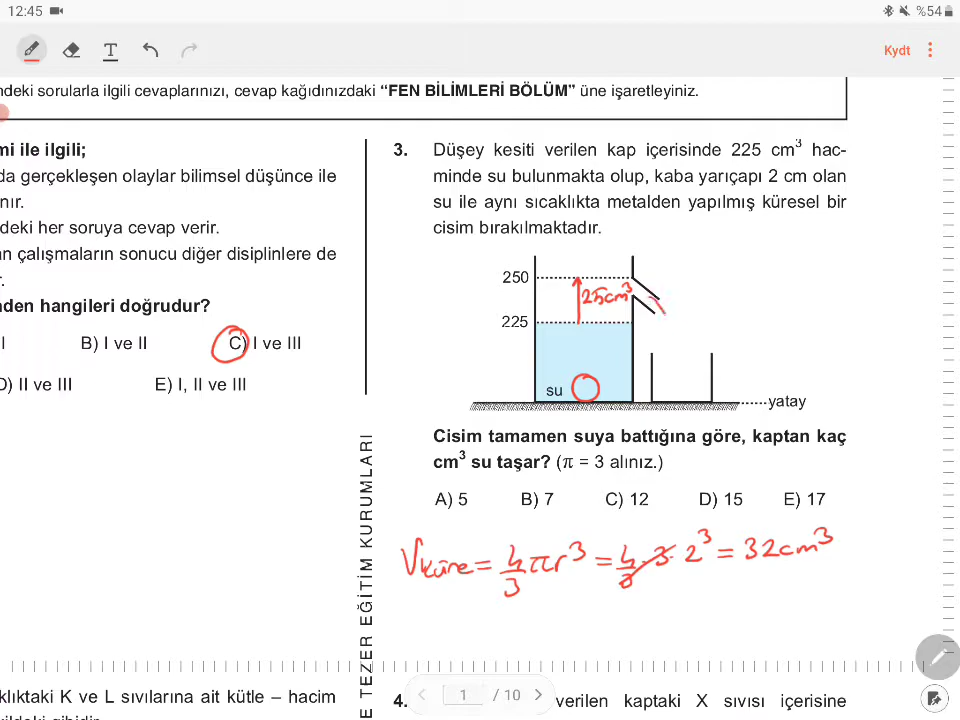 12:45
%54
T
Kydt
ndeki sorularla ilgili cevaplarınızı, cevap kağıdınızdaki “FEN BİLİMLERİ BÖLÜM” üne işaretleyiniz.
mi ile ilgili;
da gerçekleşen olaylar bilimsel düşünce ile
nır.
deki her soruya cevap verir.
an çalışmaların sonucu diğer disiplinlere de
r.
nden hangileri doğrudur?
I B) I ve II C) I ve III
D) II ve III E) I, II ve III
3. Düşey kesiti verilen kap içerisinde 225 cm³ hac-
minde su bulunmakta olup, kaba yarıçapı 2 cm olan
su ile aynı sıcaklıkta metalden yapılmış küresel bir
cisim bırakılmaktadır.
250
25cm³
225
su
yatay
Cisim tamamen suya battığına göre, kaptan kaç
cm³ su taşar? (π = 3 alınız.)
A) 5 B) 7 C) 12 D) 15 E) 17
Vküre = 4/3 πr³ = 4/3 · 3 · 2³ = 32cm³
E TEZER EĞİTİM KURUMLARI
klıktaki K ve L sıvılarına ait kütle – hacim
4. verilen kaptaki X sıvısı içerisine
1 / 10